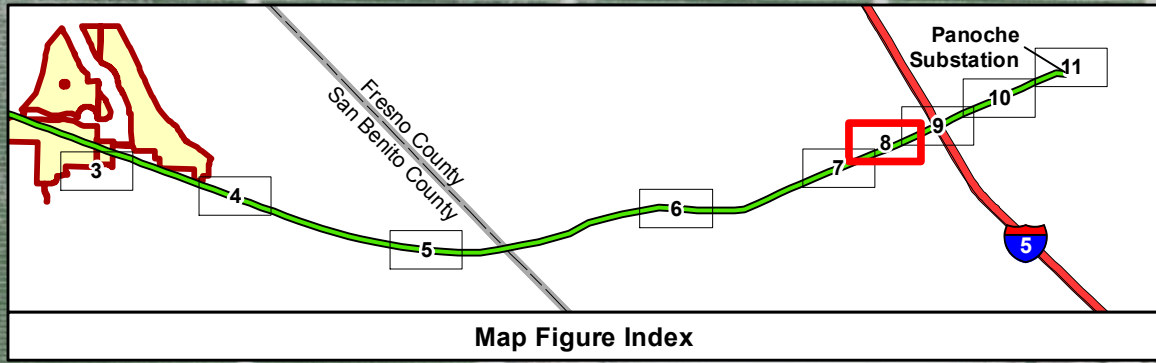 Panoche
Substation
11
10
9
8
7
Fresno County
San Benito County
3
4
6
5
5
Map Figure Index